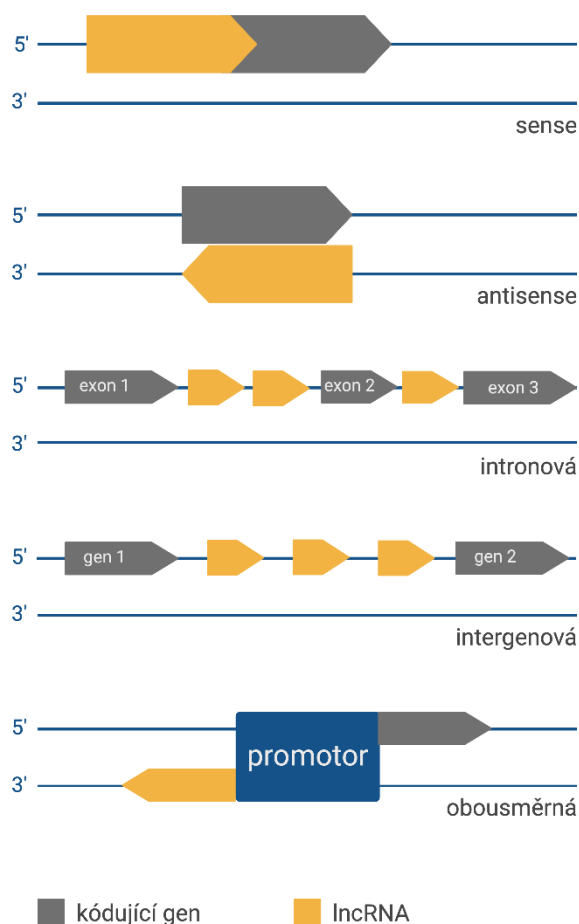 5'
3'
sense
5'
3'
antisense
5' exon 1 exon 2 exon 3
3'
intronová
5' gen 1 gen 2
3'
intergenová
5'
promotor
3'
obousměrná
kódující gen lncRNA